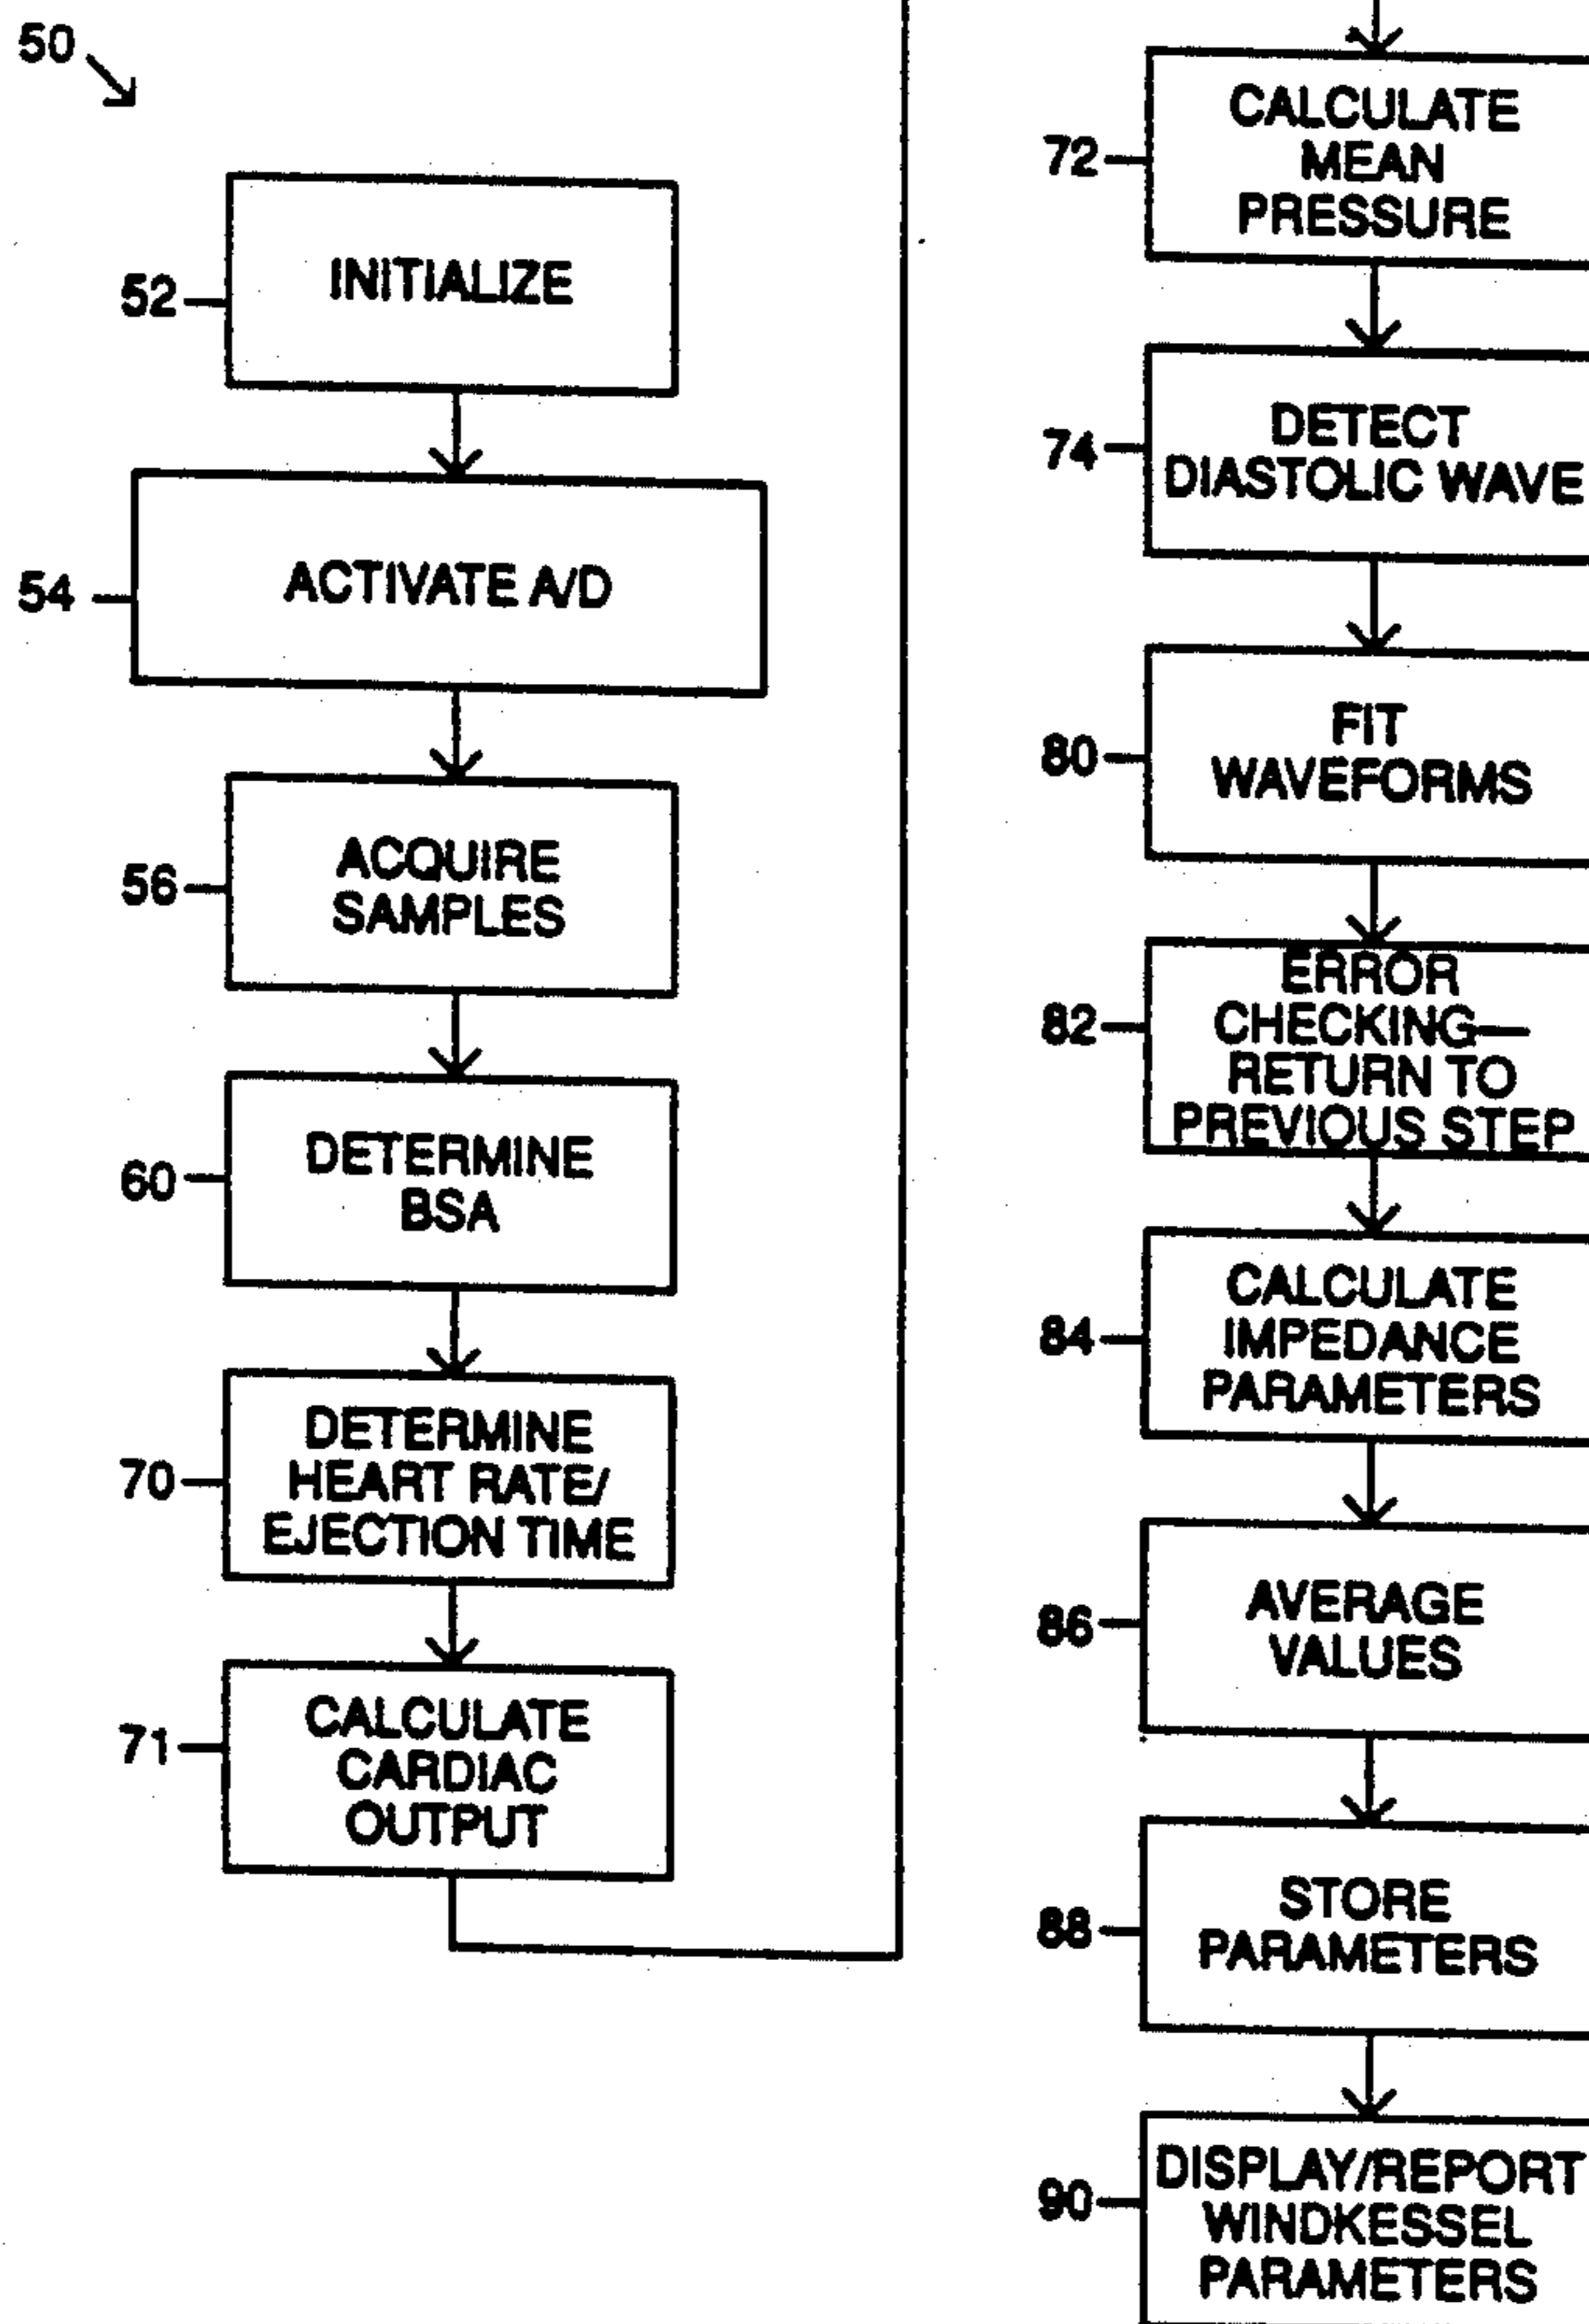 50
52
INITIALIZE
54
ACTIVATE A/D
56
ACQUIRE
SAMPLES
60
DETERMINE
BSA
70
DETERMINE
HEART RATE/
EJECTION TIME
71
CALCULATE
CARDIAC
OUTPUT
72
CALCULATE
MEAN
PRESSURE
74
DETECT
DIASTOLIC WAVE
80
FIT
WAVEFORMS
82
ERROR
CHECKING—
RETURN TO
PREVIOUS STEP
84
CALCULATE
IMPEDANCE
PARAMETERS
86
AVERAGE
VALUES
88
STORE
PARAMETERS
90
DISPLAY/REPORT
WINDKESSEL
PARAMETERS